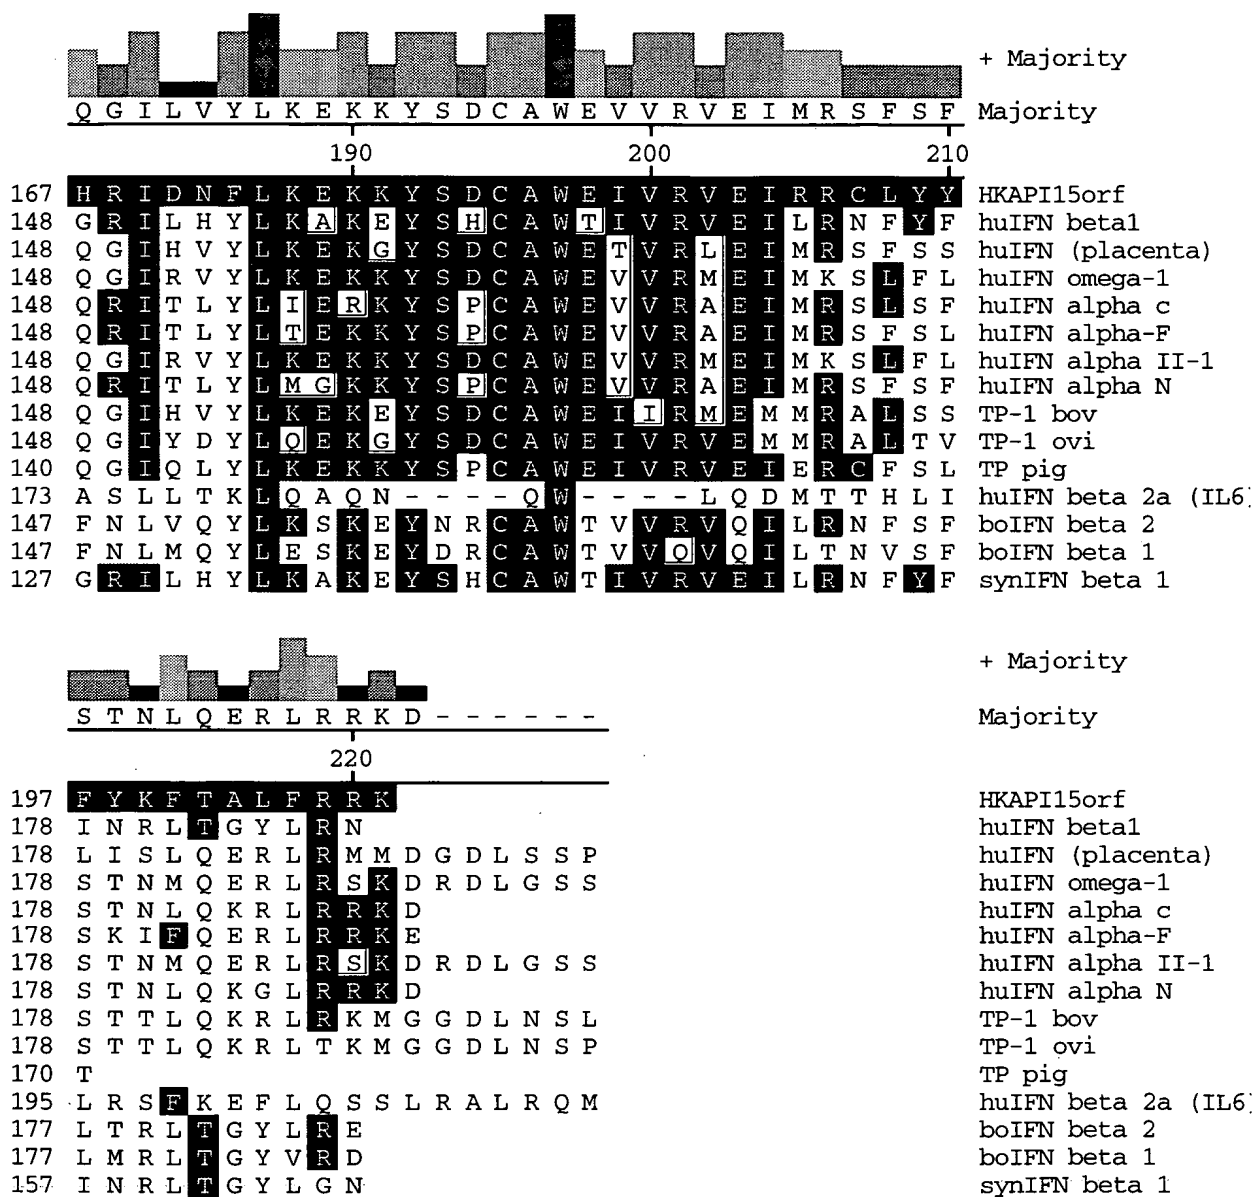 + Majority
Q G I L V Y L K E K K Y S D C A W E V V R V E I M R S F S F Majority
190 200 210
167 H R I D N F L K E K K Y S D C A W E I V R V E I R R C L Y Y HKAPI15orf
148 G R I L H Y L K A K E Y S H C A W T I V R V E I L R N F Y F huIFN beta1
148 Q G I H V Y L K E K G Y S D C A W E T V R L E I M R S F S S huIFN (placenta)
148 Q G I R V Y L K E K K Y S D C A W E V V R M E I M K S L F L huIFN omega-1
148 Q R I T L Y L I E R K Y S P C A W E V V R A E I M R S L S F huIFN alpha c
148 Q R I T L Y L T E K K Y S P C A W E V V R A E I M R S F S L huIFN alpha-F
148 Q G I R V Y L K E K K Y S D C A W E V V R M E I M K S L F L huIFN alpha II-1
148 Q R I T L Y L M G K K Y S P C A W E V V R A E I M R S F S F huIFN alpha N
148 Q G I H V Y L K E K E Y S D C A W E I I R M E M M R A L S S TP-1 bov
148 Q G I Y D Y L Q E K G Y S D C A W E I V R V E M M R A L T V TP-1 ovi
140 Q G I Q L Y L K E K K Y S P C A W E I V R V E I E R C F S L TP pig
173 A S L L T K L Q A Q N - - - - Q W - - - - L Q D M T T H L I huIFN beta 2a (IL6)
147 F N L V Q Y L K S K E Y N R C A W T V V R V Q I L R N F S F boIFN beta 2
147 F N L M Q Y L E S K E Y D R C A W T V V Q V Q I L T N V S F boIFN beta 1
127 G R I L H Y L K A K E Y S H C A W T I V R V E I L R N F Y F synIFN beta 1
+ Majority
S T N L Q E R L R R K D - - - - - - Majority
220
197 F Y K F T A L F R R K HKAPI15orf
178 I N R L T G Y L R N huIFN beta1
178 L I S L Q E R L R M M D G D L S S P huIFN (placenta)
178 S T N M Q E R L R S K D R D L G S S huIFN omega-1
178 S T N L Q K R L R R K D huIFN alpha c
178 S K I F Q E R L R R K E huIFN alpha-F
178 S T N M Q E R L R S K D R D L G S S huIFN alpha II-1
178 S T N L Q K G L R R K D huIFN alpha N
178 S T T L Q K R L R K M G G D L N S L TP-1 bov
178 S T T L Q K R L T K M G G D L N S P TP-1 ovi
170 T TP pig
195 L R S F K E F L Q S S L R A L R Q M huIFN beta 2a (IL6)
177 L T R L T G Y L R E boIFN beta 2
177 L M R L T G Y V R D boIFN beta 1
157 I N R L T G Y L G N synIFN beta 1